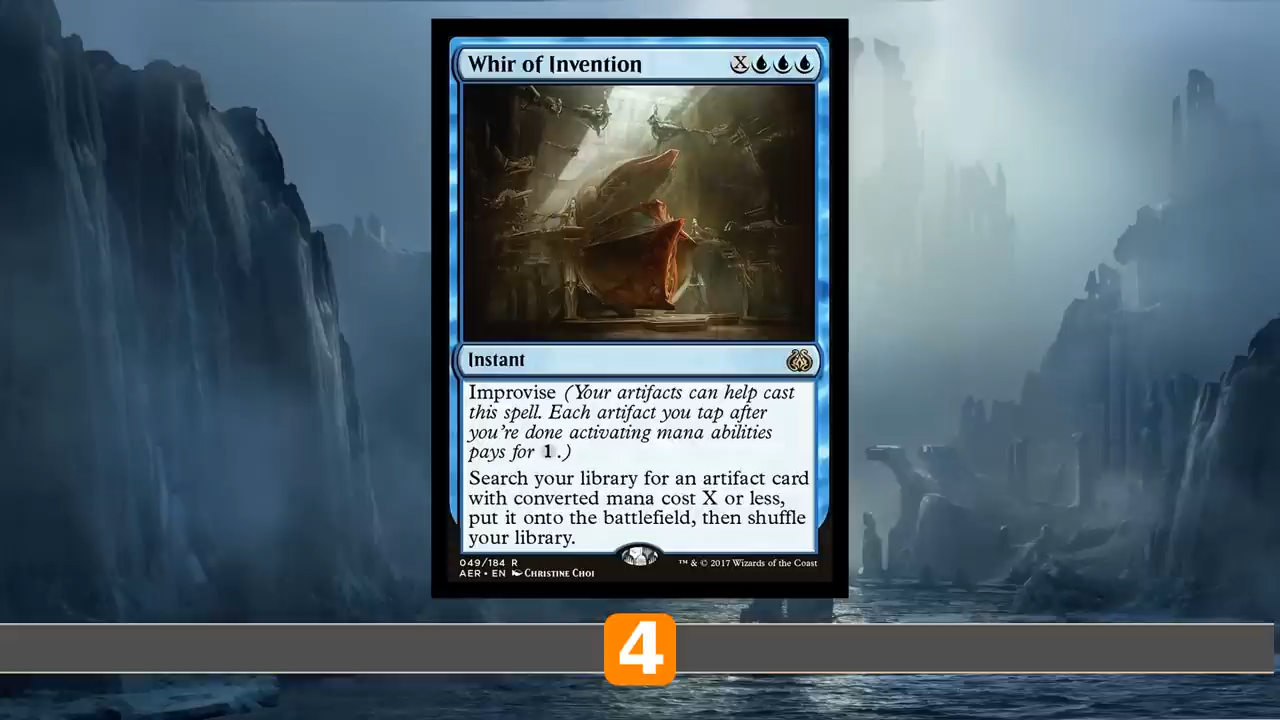 Whir of Invention X
Instant
Improvise (Your artifacts can help cast
this spell. Each artifact you tap after
you're done activating mana abilities
pays for 1.)
Search your library for an artifact card
with converted mana cost X or less,
put it onto the battlefield, then shuffle
your library.
049/184 R
AER • EN Christine Choi
™ & © 2017 Wizards of the Coast
4